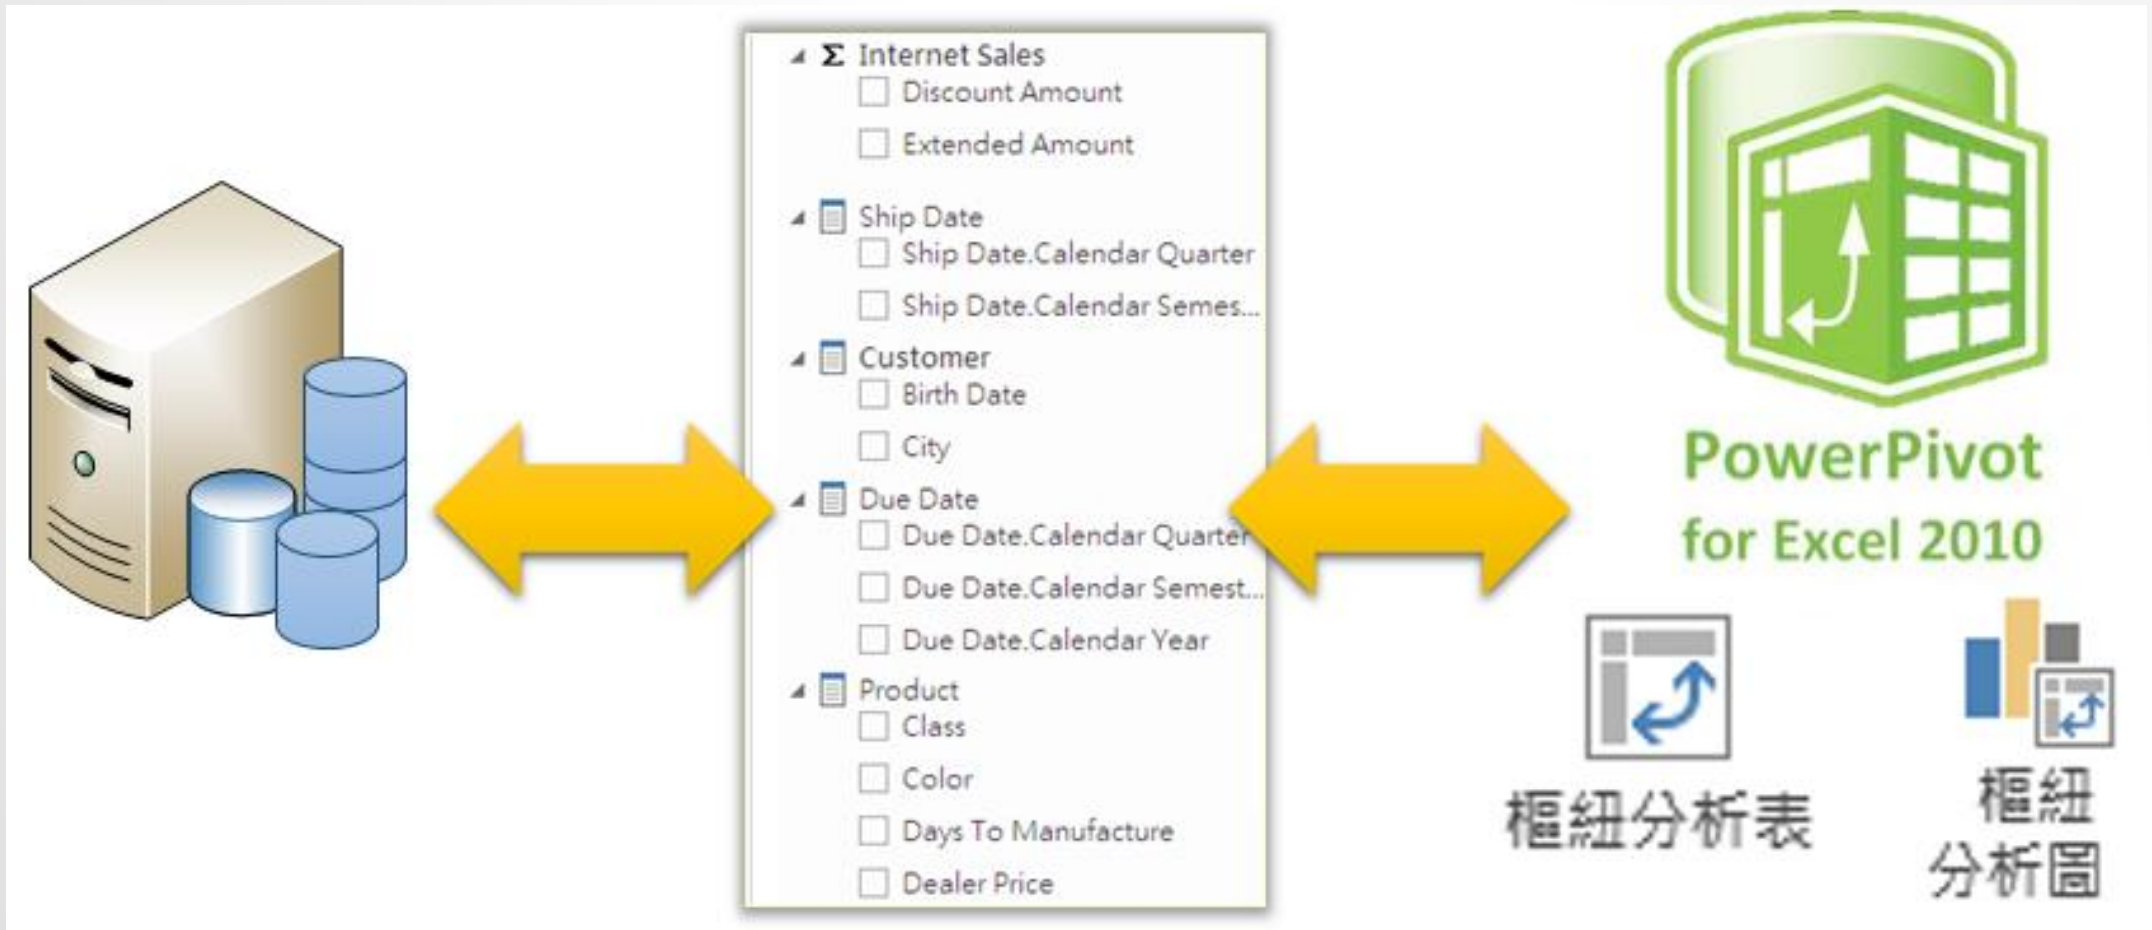 Σ Internet Sales
Discount Amount
Extended Amount
Ship Date
Ship Date.Calendar Quarter
Ship Date.Calendar Semes...
Customer
Birth Date
City
Due Date
Due Date.Calendar Quarter
Due Date.Calendar Semest...
Due Date.Calendar Year
Product
Class
Color
Days To Manufacture
Dealer Price
PowerPivot
for Excel 2010
樞紐分析表
樞紐
分析圖